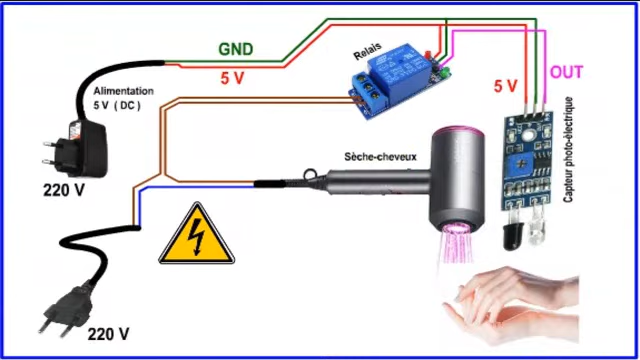 GND
5 V
Relais
OUT
5 V
Alimentation
5 V ( DC )
220 V
Sèche-cheveux
Capteur photo-électrique
220 V